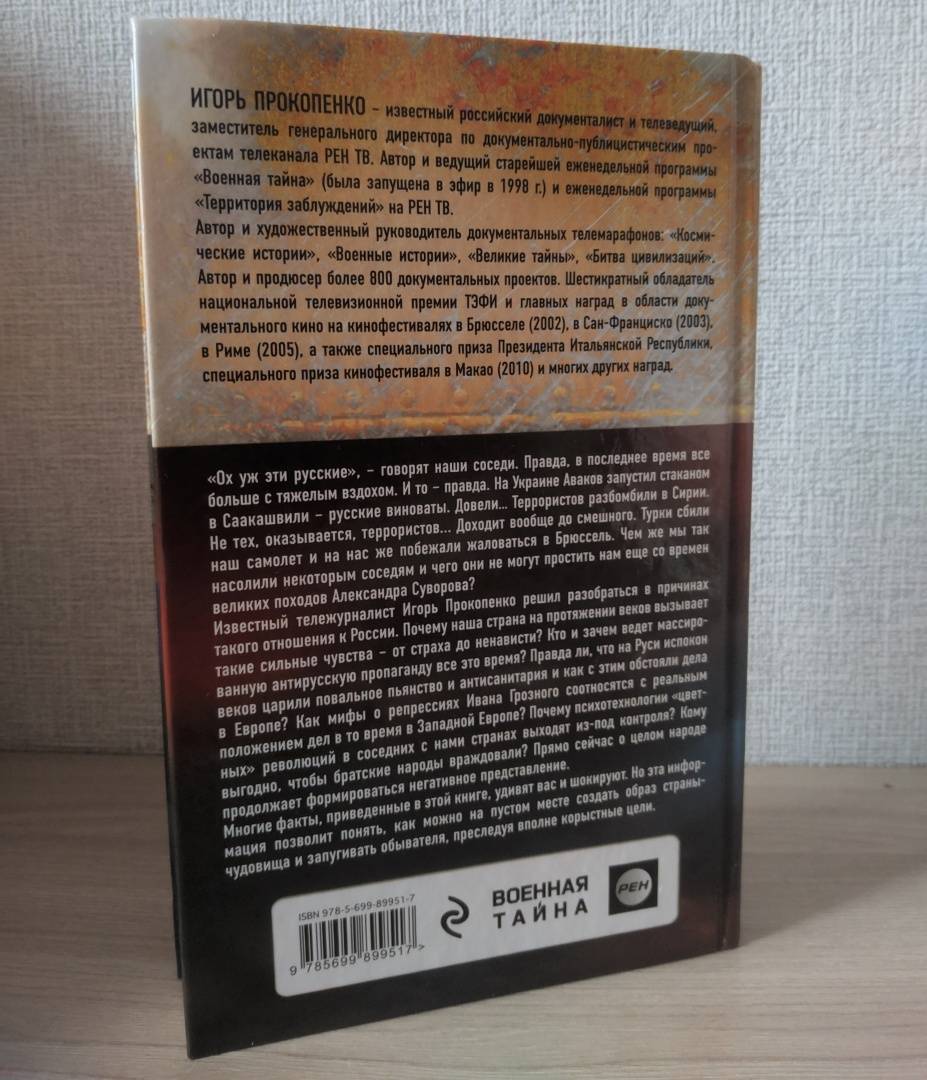 ИГОРЬ ПРОКОПЕНКО – известный российский документалист и телеведущий,
заместитель генерального директора по документально-публицистическим про-
ектам телеканала РЕН ТВ. Автор и ведущий старейшей еженедельной программы
«Военная тайна» (была запущена в эфир в 1998 г.) и еженедельной программы
«Территория заблуждений» на РЕН ТВ.
Автор и художественный руководитель документальных телемарафонов: «Косми-
ческие истории», «Военные истории», «Великие тайны», «Битва цивилизаций».
Автор и продюсер более 800 документальных проектов. Шестикратный обладатель
национальной телевизионной премии ТЭФИ и главных наград в области доку-
ментального кино на кинофестивалях в Брюсселе (2002), в Сан-Франциско (2003),
в Риме (2005), а также специального приза Президента Итальянской Республики,
специального приза кинофестиваля в Макао (2010) и многих других наград.
«Ох уж эти русские», – говорят наши соседи. Правда, в последнее время все
больше с тяжелым вздохом. И то – правда. На Украине Аваков запустил стаканом
в Саакашвили – русские виноваты. Довели... Террористов разбомбили в Сирии.
Не тех, оказывается, террористов... Доходит вообще до смешного. Турки сбили
наш самолет и на нас же побежали жаловаться в Брюссель. Чем же мы так
насолили некоторым соседям и чего они не могут простить нам еще со времен
великих походов Александра Суворова?
Известный тележурналист Игорь Прокопенко решил разобраться в причинах
такого отношения к России. Почему наша страна на протяжении веков вызывает
такие сильные чувства – от страха до ненависти? Кто и зачем ведет массиро-
ванную антирусскую пропаганду все это время? Правда ли, что на Руси испокон
веков царили повальное пьянство и антисанитария и как с этим обстояли дела
в Европе? Как мифы о репрессиях Ивана Грозного соотносятся с реальным
положением дел в то время в Западной Европе? Почему психотехнологии «цвет-
ных» революций в соседних с нами странах выходят из-под контроля? Кому
выгодно, чтобы братские народы враждовали? Прямо сейчас о целом народе
продолжает формироваться негативное представление.
Многие факты, приведенные в этой книге, удивят вас и шокируют. Но эта инфор-
мация позволит понять, как можно на пустом месте создать образ страны-
чудовища и запугивать обывателя, преследуя вполне корыстные цели.
ISBN 978-5-699-89951-7
9 785699 899517 >
ВОЕННАЯ
ТАЙНА
РЕН